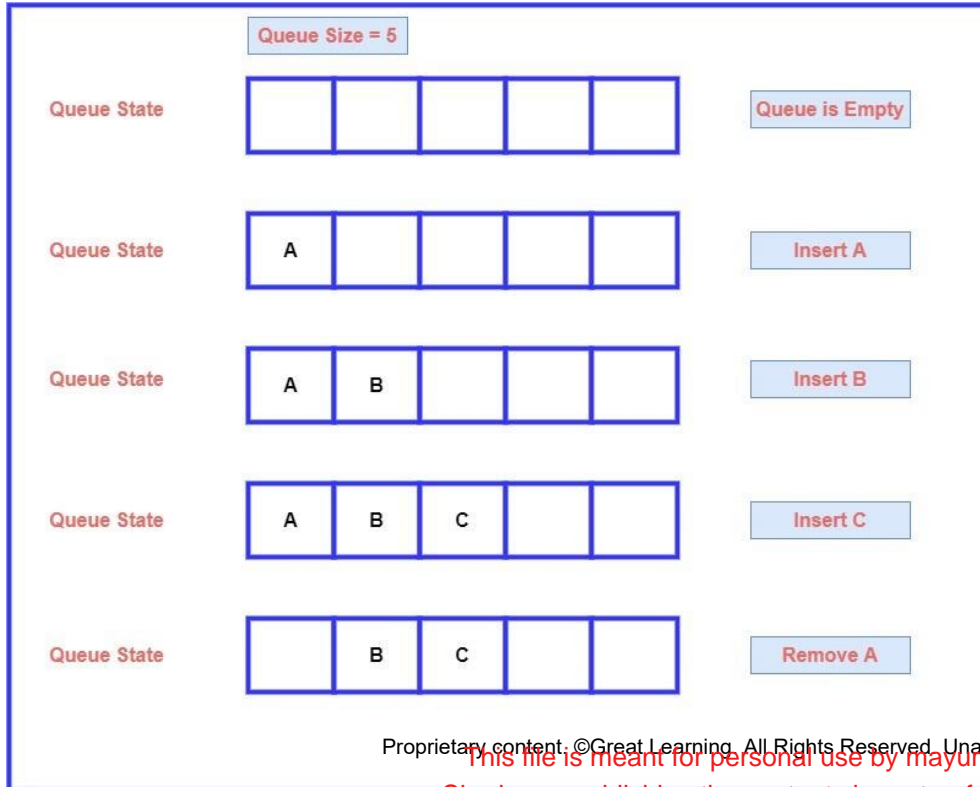 Queue Size = 5
Queue State
Queue is Empty
Queue State A Insert A
Queue State A B Insert B
Queue State A B C Insert C
Queue State B C Remove A
Proprietary content. ©Great Learning. All Rights Reserved.
This file is meant for personal use by